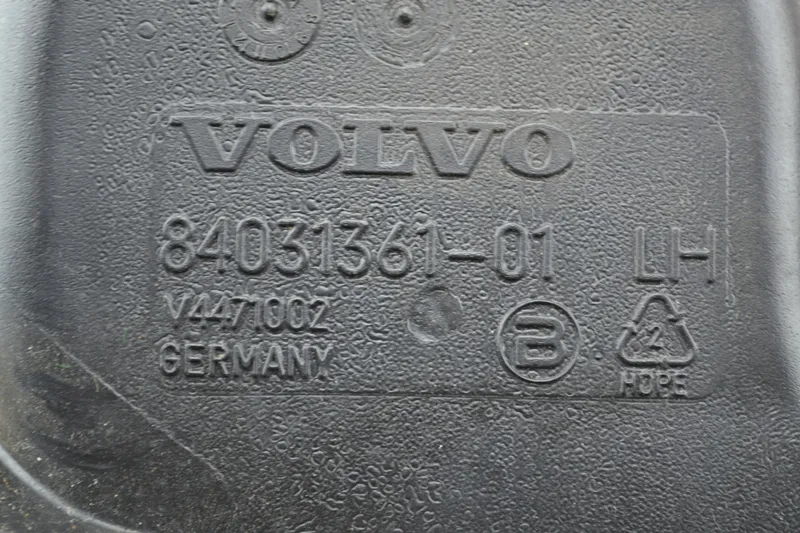 VOLVO
84031361-01 LH
V4471002
GERMANY
B
2
HDPE